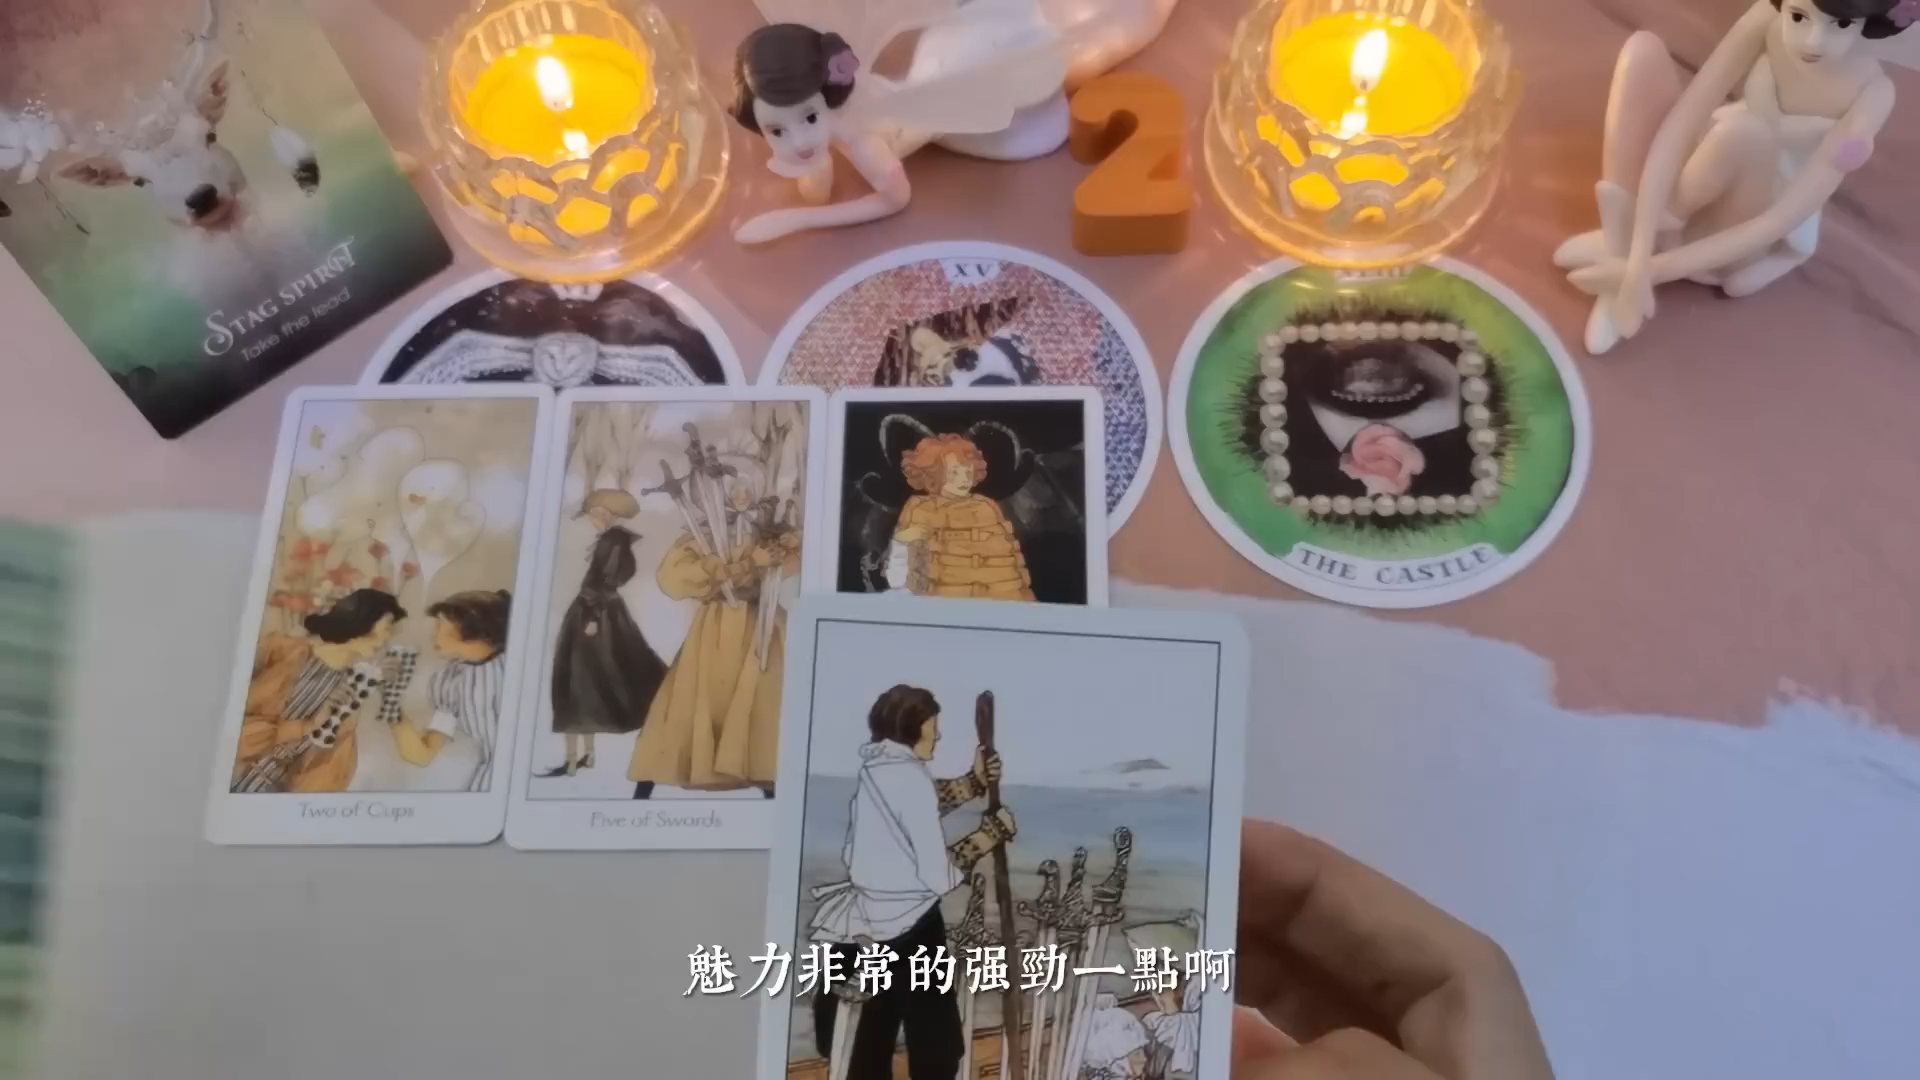 2
STAG SPIRIT
Take the lead
XV
THE CASTLE
Two of Cups
Five of Swords
魅力非常的强勁一點啊